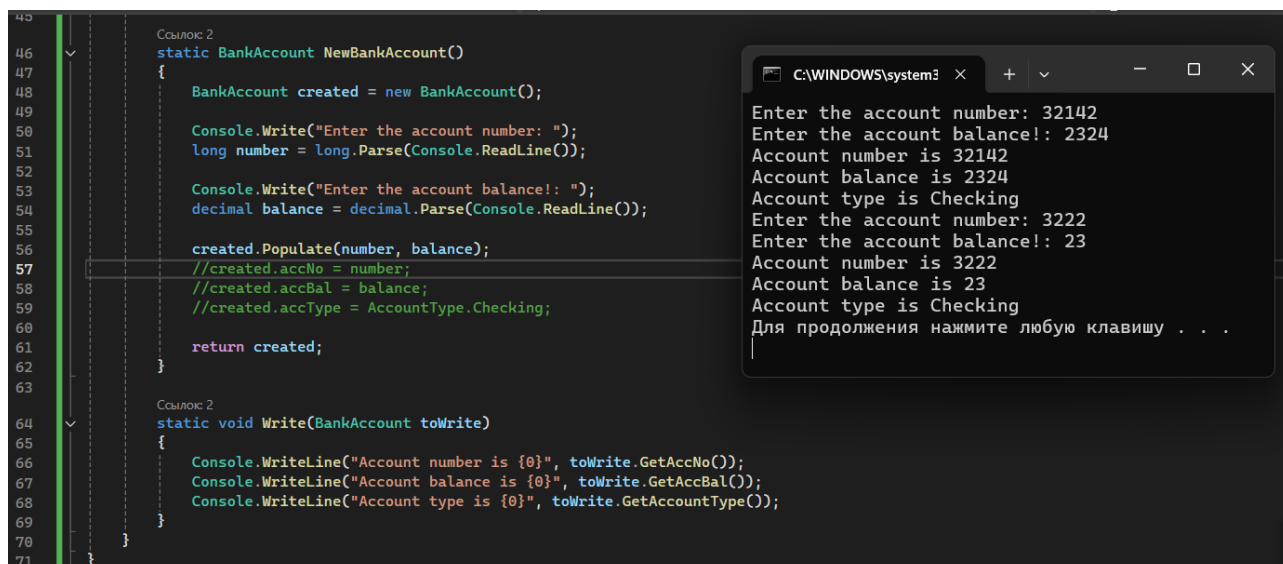 45
Ссылок: 2
46 static BankAccount NewBankAccount()
47 {
48 BankAccount created = new BankAccount();
49
50 Console.Write("Enter the account number: ");
51 long number = long.Parse(Console.ReadLine());
52
53 Console.Write("Enter the account balance!: ");
54 decimal balance = decimal.Parse(Console.ReadLine());
55
56 created.Populate(number, balance);
57 //created.accNo = number;
58 //created.accBal = balance;
59 //created.accType = AccountType.Checking;
60
61 return created;
62 }
63
Ссылок: 2
64 static void Write(BankAccount toWrite)
65 {
66 Console.WriteLine("Account number is {0}", toWrite.GetAccNo());
67 Console.WriteLine("Account balance is {0}", toWrite.GetAccBal());
68 Console.WriteLine("Account type is {0}", toWrite.GetAccountType());
69 }
70 }
71 }
C:\WINDOWS\system3
Enter the account number: 32142
Enter the account balance!: 2324
Account number is 32142
Account balance is 2324
Account type is Checking
Enter the account number: 3222
Enter the account balance!: 23
Account number is 3222
Account balance is 23
Account type is Checking
Для продолжения нажмите любую клавишу . . .